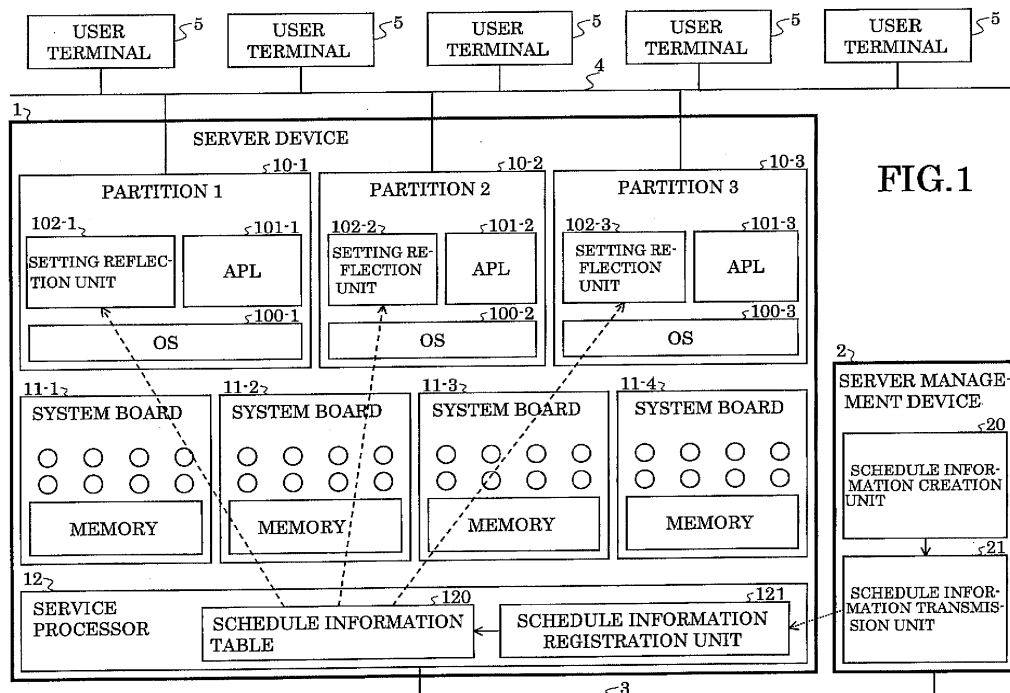 5
USER
TERMINAL
5
USER
TERMINAL
5
USER
TERMINAL
5
USER
TERMINAL
5
USER
TERMINAL
4
1
SERVER DEVICE
FIG.1
10-1
PARTITION 1
102-1
SETTING REFLEC-
TION UNIT
101-1
APL
100-1
OS
10-2
PARTITION 2
102-2
SETTING RE-
FLECTION
UNIT
101-2
APL
100-2
OS
10-3
PARTITION 3
102-3
SETTING RE-
FLECTION
UNIT
101-3
APL
100-3
OS
11-1
SYSTEM BOARD
MEMORY
11-2
SYSTEM BOARD
MEMORY
11-3
SYSTEM BOARD
MEMORY
11-4
SYSTEM BOARD
MEMORY
12
SERVICE
PROCESSOR
120
SCHEDULE INFORMATION
TABLE
121
SCHEDULE INFORMATION
REGISTRATION UNIT
2
SERVER MANAGE-
MENT DEVICE
20
SCHEDULE INFOR-
MATION CREATION
UNIT
21
SCHEDULE INFOR-
MATION TRANSMIS-
SION UNIT
3